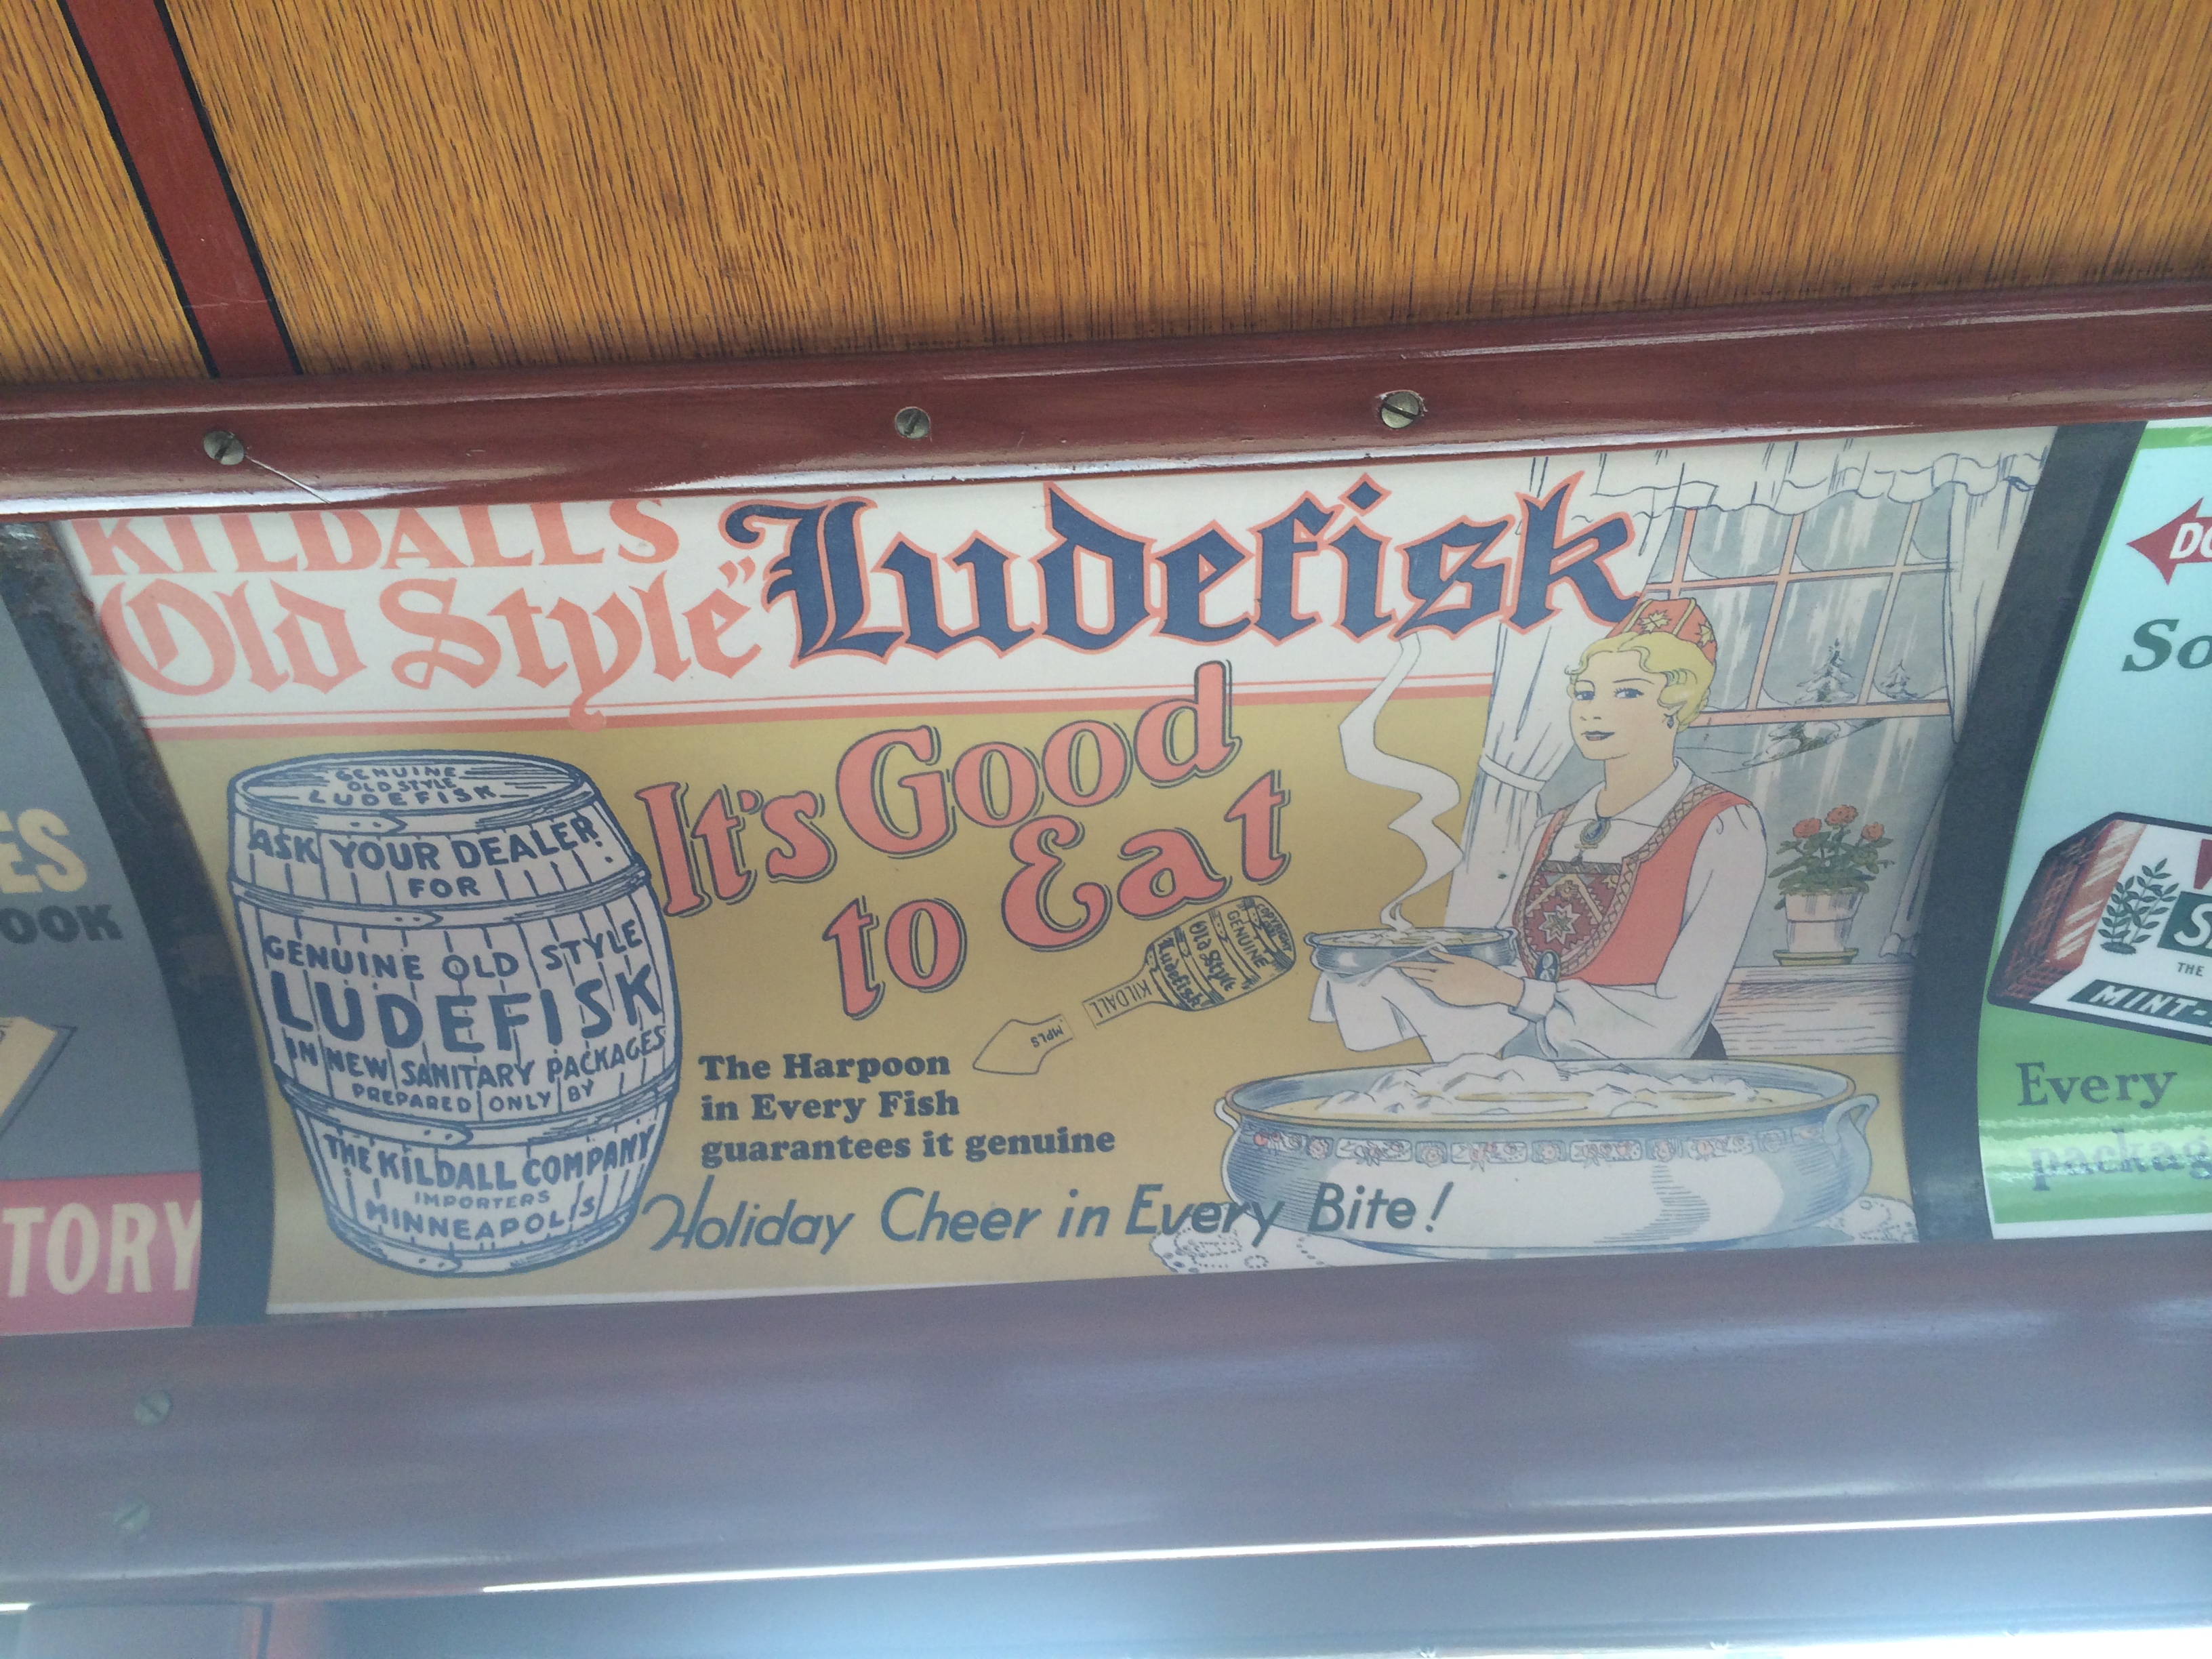 KILDALL'S
"Old Style" Ludefisk
It's Good
to Eat
GENUINE
OLD STYLE
LUDEFISK
ASK YOUR DEALER
FOR
GENUINE OLD STYLE
LUDEFISK
IN NEW SANITARY PACKAGES
PREPARED ONLY BY
THE KILDALL COMPANY
IMPORTERS
MINNEAPOLIS
COPYRIGHT
GENUINE
Old Style
Ludefisk
KILDALL
MPLS
The Harpoon
in Every Fish
guarantees it genuine
Holiday Cheer in Every Bite!
ES
OOK
TORY
DO
So
S
THE
MINT-
Every
packag